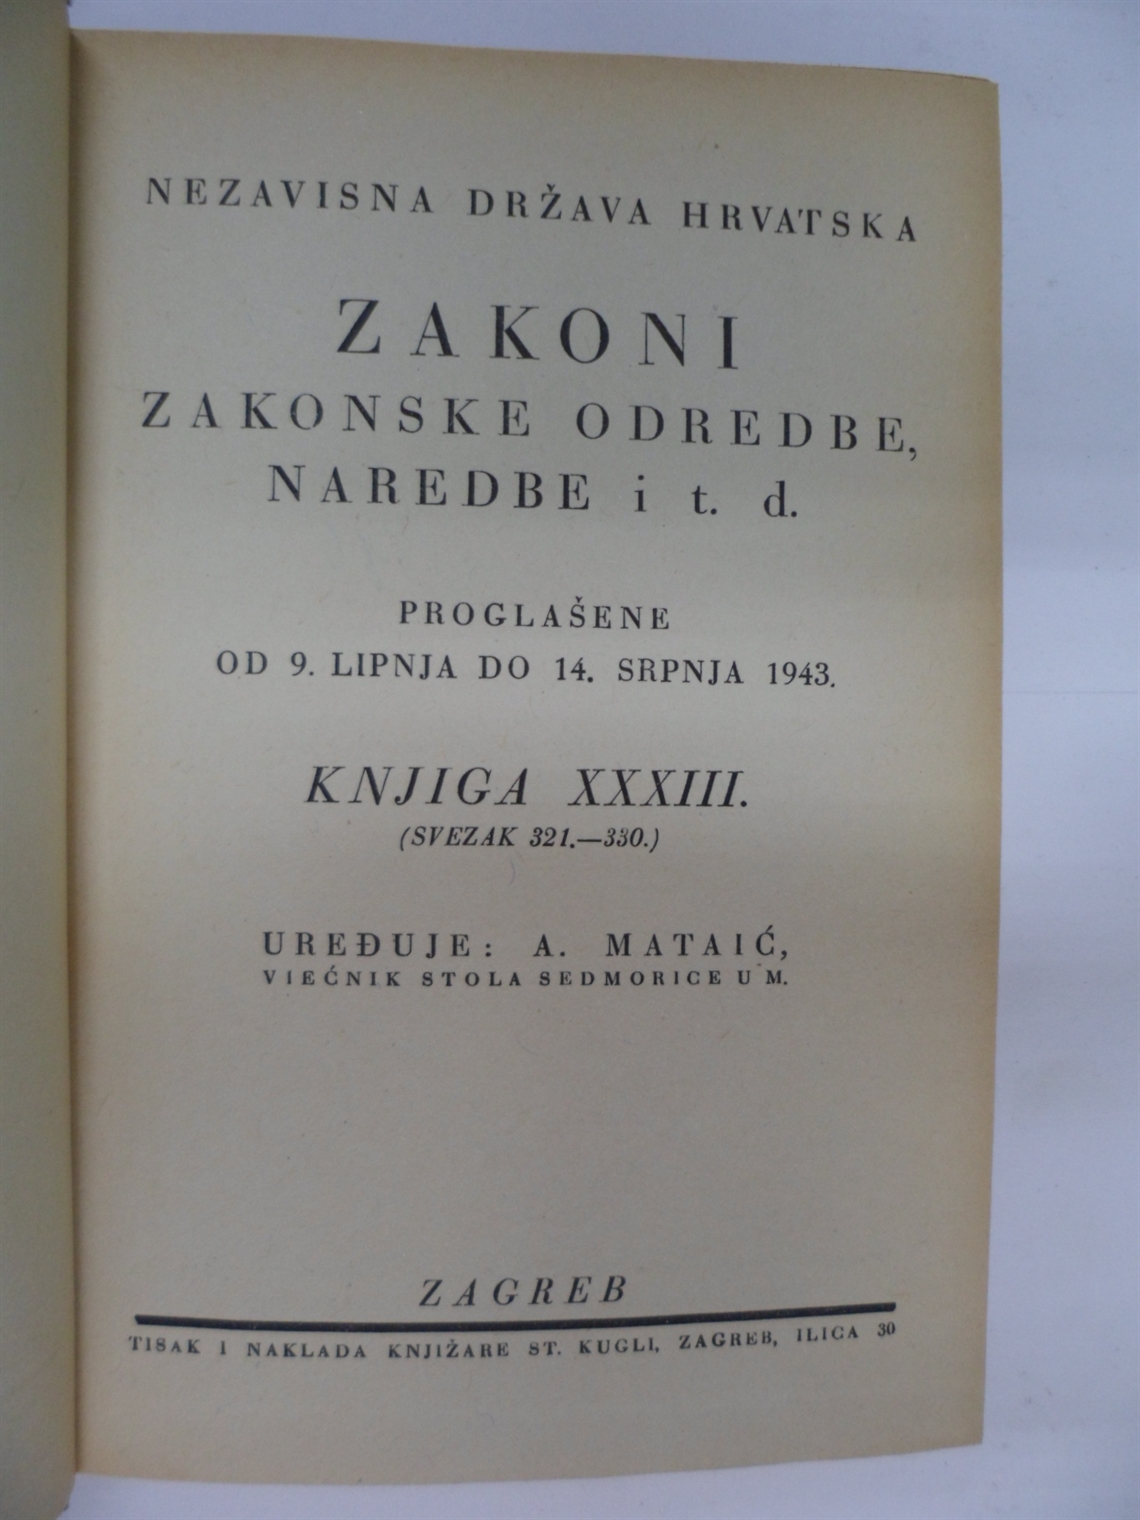 NEZAVISNA DRŽAVA HRVATSKA
ZAKONI
ZAKONSKE ODREDBE,
NAREDBE i t. d.
PROGLAŠENE
OD 9. LIPNJA DO 14. SRPNJA 1943.
KNJIGA XXXIII.
(SVEZAK 321.—330.)
UREĐUJE: A. MATAIĆ,
VIEĆNIK STOLA SEDMORICE U M.
ZAGREB
TISAK I NAKLADA KNJIŽARE ST. KUGLI, ZAGREB, ILICA 30